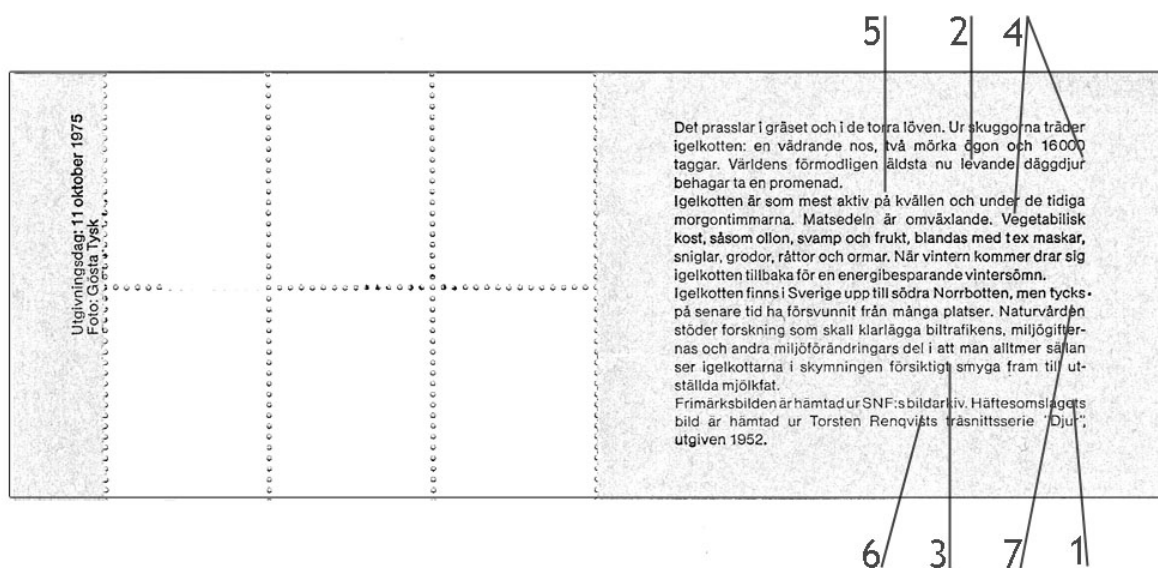 5 2 4
Utgivningsdag: 11 oktober 1975
Foto: Gösta Tysk
Det prasslar i gräset och i de torra löven. Ur skuggorna träder
igelkotten: en vädrande nos, två mörka ögon och 16000
taggar. Världens förmodligen äldsta nu levande däggdjur
behagar ta en promenad.
Igelkotten är som mest aktiv på kvällen och under de tidiga
morgontimmarna. Matsedeln är omväxlande. Vegetabilisk
kost, såsom ollon, svamp och frukt, blandas med t ex maskar,
sniglar, grodor, råttor och ormar. När vintern kommer drar sig
igelkotten tillbaka för en energibesparande vintersömn.
Igelkotten finns i Sverige upp till södra Norrbotten, men tycks
på senare tid ha försvunnit från många platser. Naturvården
stöder forskning som skall klarlägga biltrafikens, miljögifter-
nas och andra miljöförändringars del i att man alltmer sällan
ser igelkottarna i skymningen försiktigt smyga fram till ut-
ställda mjölkfat.
Frimärksbilden är hämtad ur SNF:s bildarkiv. Häftesomslagets
bild är hämtad ur Torsten Renqvists träsnittsserie "Djur",
utgiven 1952.
6 3 7 1